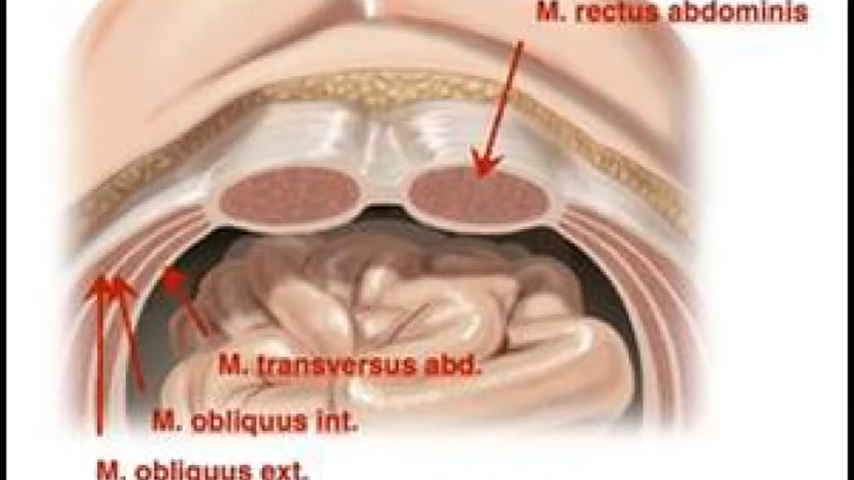 M. rectus abdominis
M. transversus abd.
M. obliquus int.
M. obliquus ext.